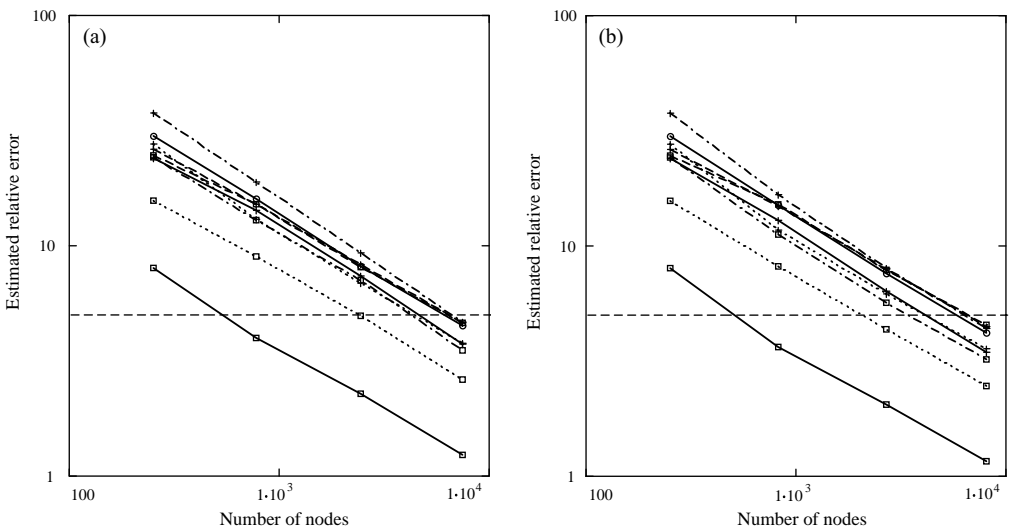 100
(a)
10
1
100
1·10³
1·10⁴
Estimated relative error
Number of nodes
100
(b)
10
1
100
1·10³
1·10⁴
Estimated relative error
Number of nodes